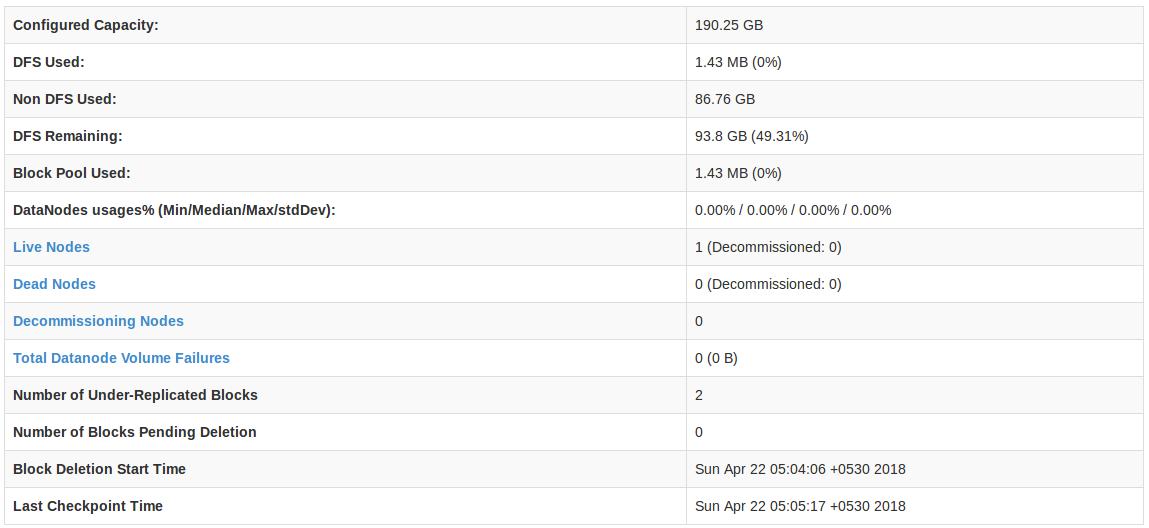 Configured Capacity: 190.25 GB
DFS Used: 1.43 MB (0%)
Non DFS Used: 86.76 GB
DFS Remaining: 93.8 GB (49.31%)
Block Pool Used: 1.43 MB (0%)
DataNodes usages% (Min/Median/Max/stdDev): 0.00% / 0.00% / 0.00% / 0.00%
Live Nodes 1 (Decommissioned: 0)
Dead Nodes 0 (Decommissioned: 0)
Decommissioning Nodes 0
Total Datanode Volume Failures 0 (0 B)
Number of Under-Replicated Blocks 2
Number of Blocks Pending Deletion 0
Block Deletion Start Time Sun Apr 22 05:04:06 +0530 2018
Last Checkpoint Time Sun Apr 22 05:05:17 +0530 2018